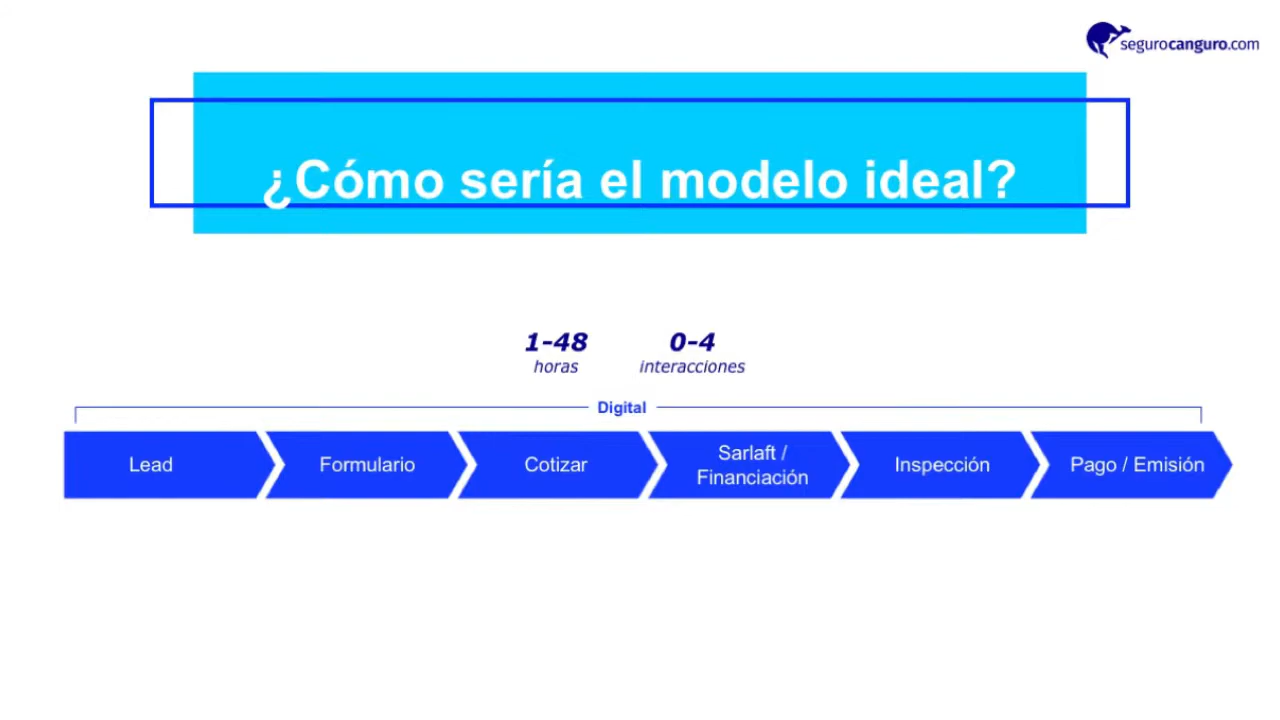 segurocanguro.com
¿Cómo sería el modelo ideal?
1-48
horas
0-4
interacciones
Digital
Lead
Formulario
Cotizar
Sarlaft /
Financiación
Inspección
Pago / Emisión